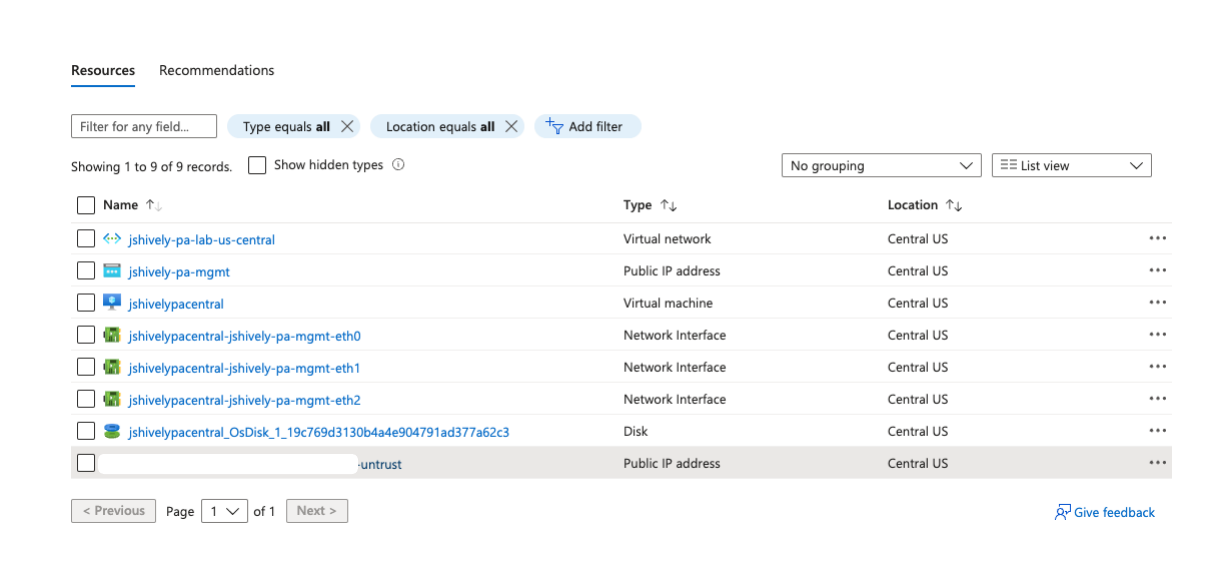 Resources Recommendations
Filter for any field... Type equals all Location equals all Add filter
Showing 1 to 9 of 9 records. Show hidden types No grouping List view
Name Type Location
jshively-pa-lab-us-central Virtual network Central US
jshively-pa-mgmt Public IP address Central US
jshivelypacentral Virtual machine Central US
jshivelypacentral-jshively-pa-mgmt-eth0 Network Interface Central US
jshivelypacentral-jshively-pa-mgmt-eth1 Network Interface Central US
jshivelypacentral-jshively-pa-mgmt-eth2 Network Interface Central US
jshivelypacentral_OsDisk_1_19c769d3130b4a4e904791ad377a62c3 Disk Central US
-untrust Public IP address Central US
< Previous Page 1 of 1 Next > Give feedback